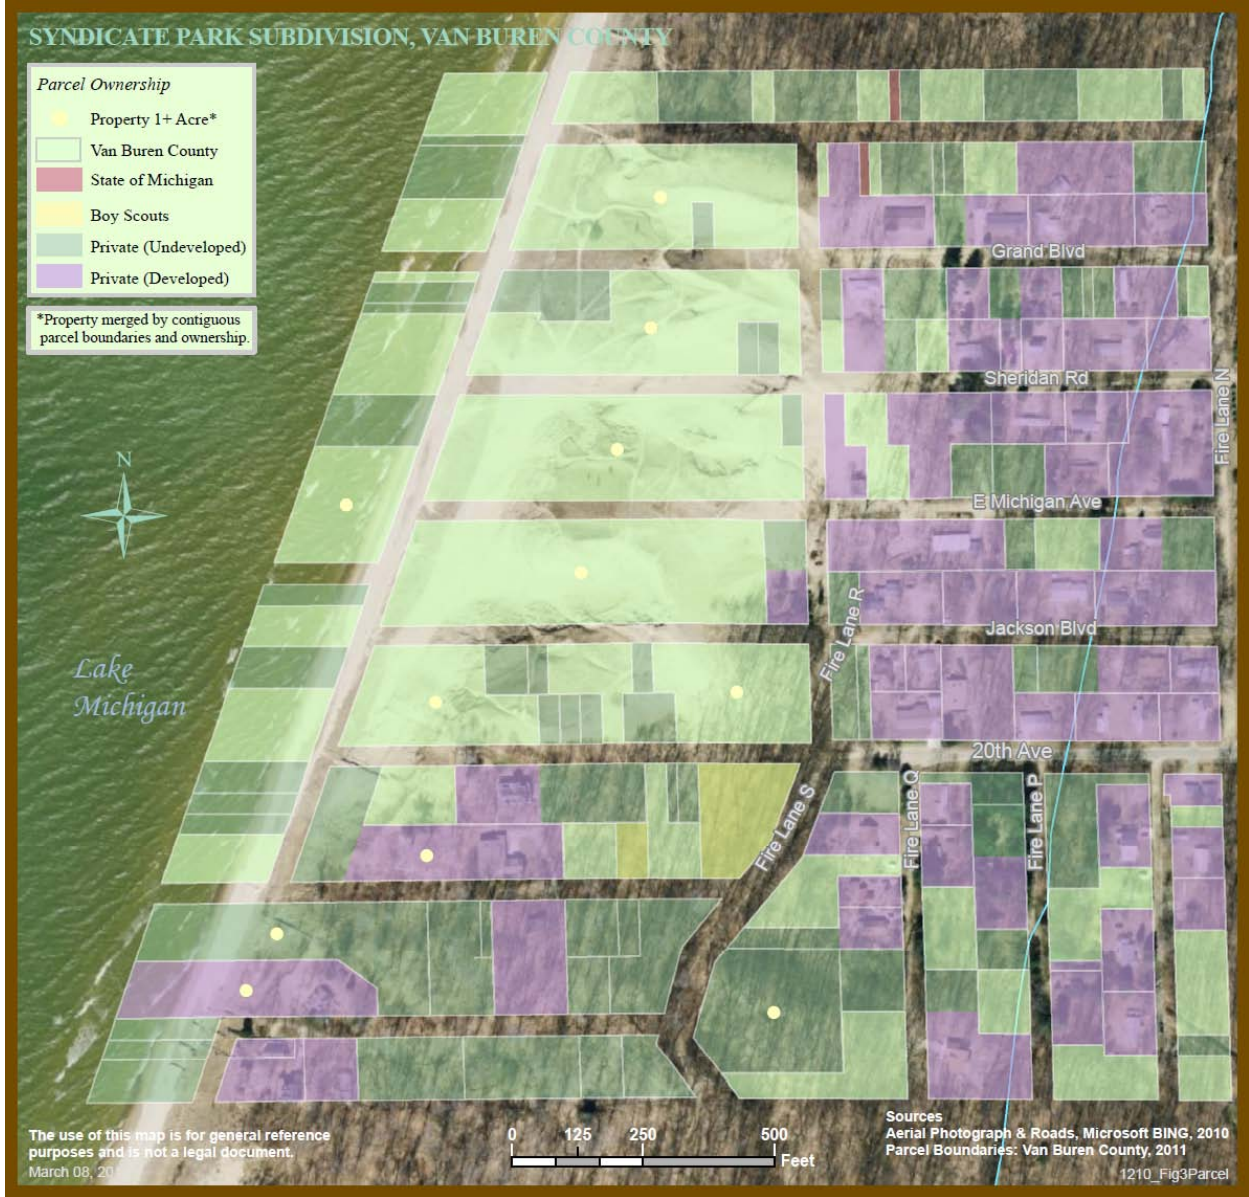 SYNDICATE PARK SUBDIVISION, VAN BUREN COUNTY
Parcel Ownership
Property 1+ Acre*
Van Buren County
State of Michigan
Boy Scouts
Private (Undeveloped)
Private (Developed)
*Property merged by contiguous
parcel boundaries and ownership.
Grand Blvd
Sheridan Rd
Fire Lane N
N
E Michigan Ave
Fire Lane R
Jackson Blvd
Lake
Michigan
20th Ave
Fire Lane S
Fire Lane Q
Fire Lane P
The use of this map is for general reference
purposes and is not a legal document.
March 08, 20
0 125 250 500
Feet
Sources
Aerial Photograph & Roads, Microsoft BING, 2010
Parcel Boundaries: Van Buren County, 2011
1210_Fig3Parcel